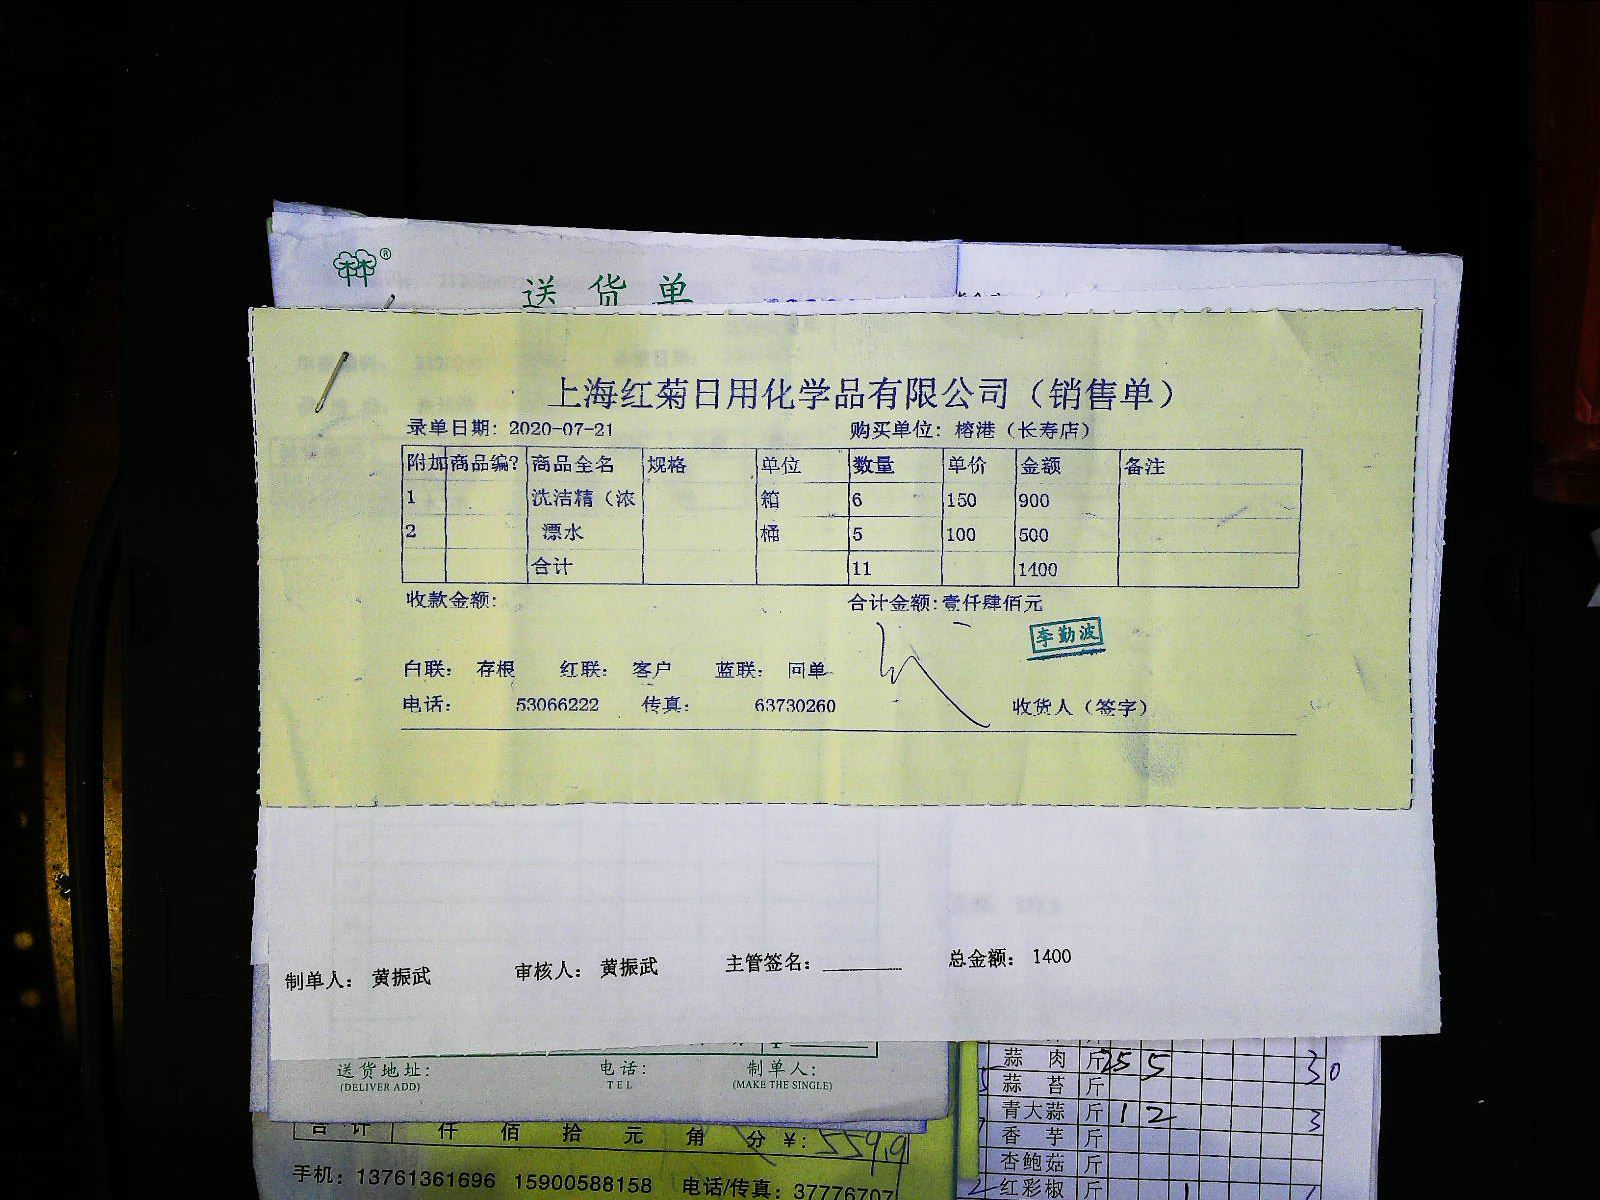 林®
送货单
上海红菊日用化学品有限公司（销售单）
录单日期: 2020-07-21 购买单位: 榕港（长寿店）
附加 商品编? 商品全名 规格 单位 数量 单价 金额 备注
1 洗洁精（浓 箱 6 150 900
2 漂水 桶 5 100 500
合计 11 1400
收款金额: 合计金额:壹仟肆佰元
李勤波
白联: 存根 红联: 客户 蓝联: 回单
电话: 53066222 传真: 63730260 收货人（签字）
制单人: 黄振武 审核人: 黄振武 主管签名: 总金额: 1400
蒜肉 斤 25 5 30
送货地址: 电话: 制单人:
(DELIVER ADD) TEL (MAKE THE SINGLE)
蒜苔 斤
青大蒜 斤 1 2 3
香芋 斤
合计 仟 佰 拾 元 角 分 ¥: 559.9
杏鲍菇 斤
手机: 13761361696 15900588158 电话/传真: 37776707
红彩椒 斤 1